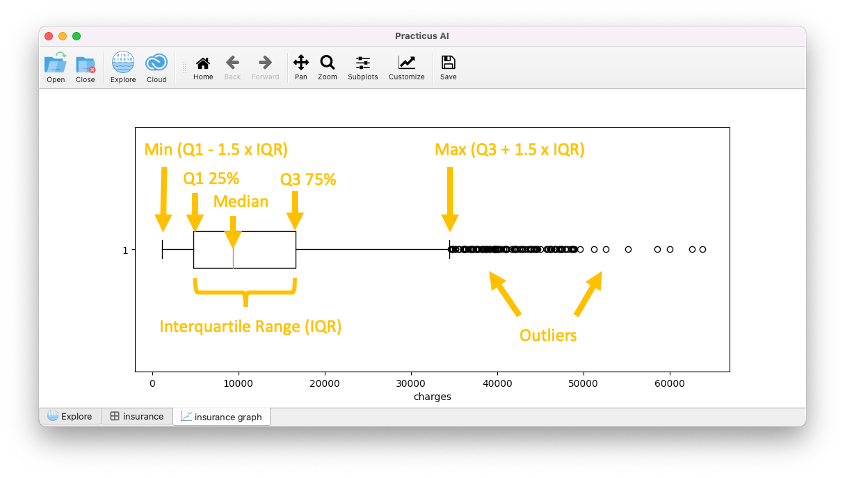 Practicus AI
Open Close Explore Cloud Home Back Forward Pan Zoom Subplots Customize Save
Min (Q1 - 1.5 x IQR)
Max (Q3 + 1.5 x IQR)
Q1 25%
Q3 75%
Median
1
Interquartile Range (IQR)
Outliers
0 10000 20000 30000 40000 50000 60000
charges
Explore insurance insurance graph